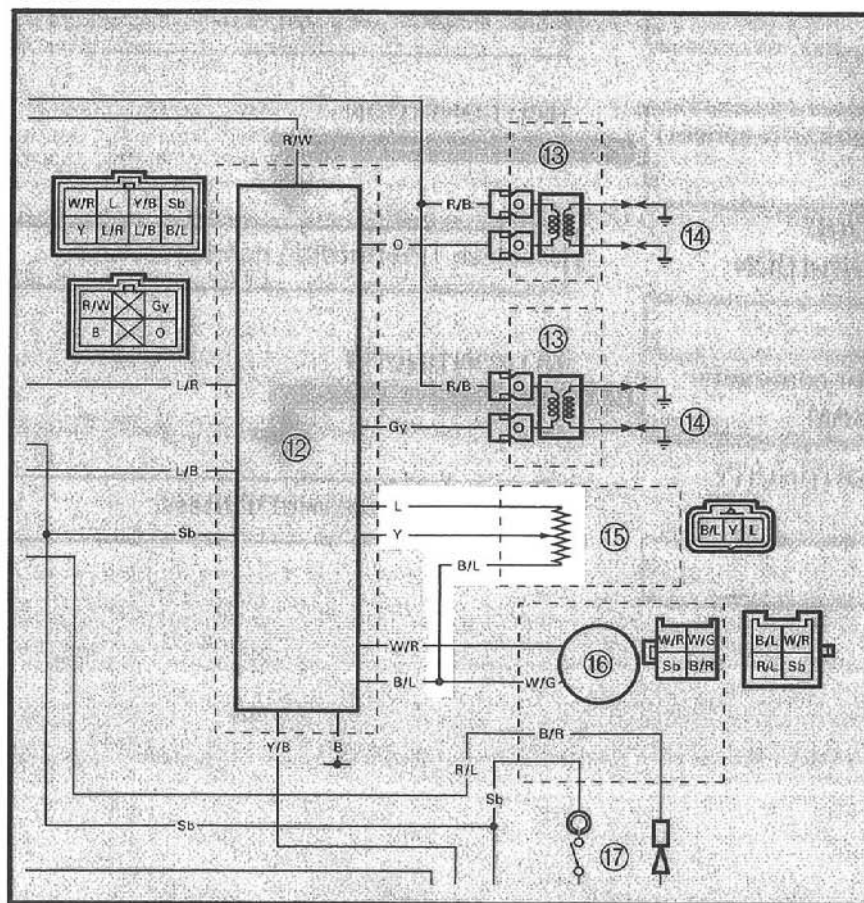 R/W
⑬
W/R L Y/B Sb
Y L/R L/B B/L
R/B
⑭
O
R/W Gy
B O
⑬
L/R
R/B
Gy
⑭
⑫
L/B
L
Sb
Y
⑮
B/L Y L
B/L
W/R
⑯
W/R W/G
Sb B/R
B/L W/R
R/L Sb
B/L
W/G
Y/B
B
B/R
R/L
Sb
Sb
⑰